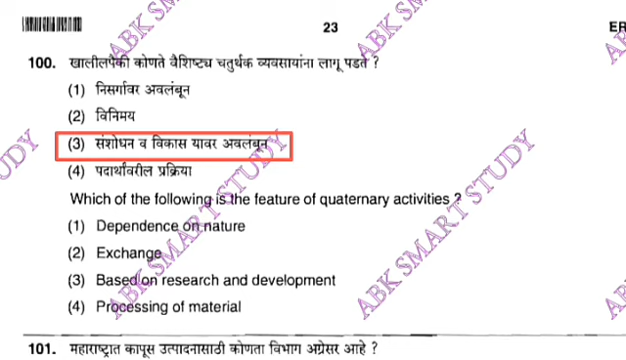 23
ER
100. खालीलपैकी कोणते वैशिष्ट्य चतुर्थक व्यवसायांना लागू पडते ?
(1) निसर्गावर अवलंबून
(2) विनिमय
(3) संशोधन व विकास यावर अवलंबून
(4) पदार्थांवरील प्रक्रिया
Which of the following is the feature of quaternary activities ?
(1) Dependence on nature
(2) Exchange
(3) Based on research and development
(4) Processing of material
101. महाराष्ट्रात कापूस उत्पादनासाठी कोणता विभाग अग्रेसर आहे ?
ABK SMART STUDY
ABK SMART STUDY